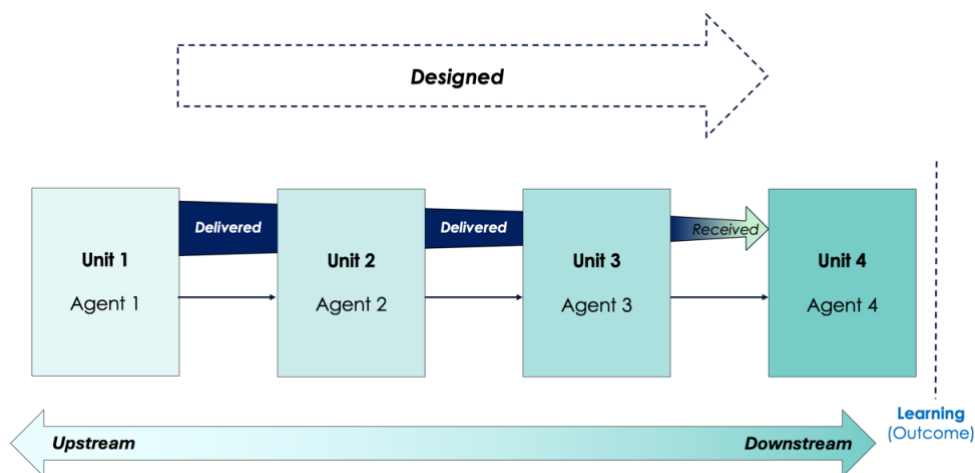 Designed
Delivered
Delivered
Received
Unit 1
Unit 2
Unit 3
Unit 4
Agent 1
Agent 2
Agent 3
Agent 4
Upstream
Downstream
Learning
(Outcome)